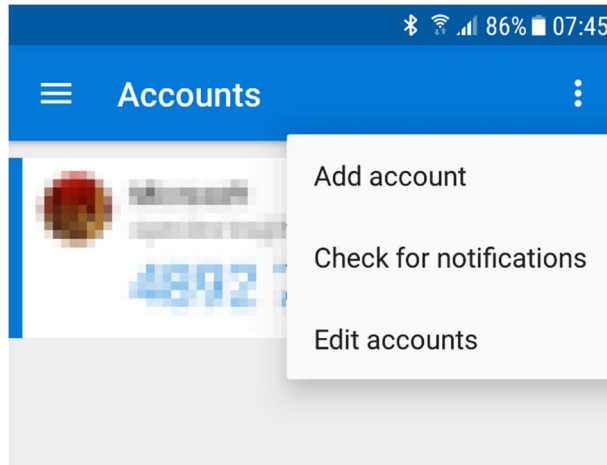 86% 07:45
Accounts
Add account
Check for notifications
Edit accounts